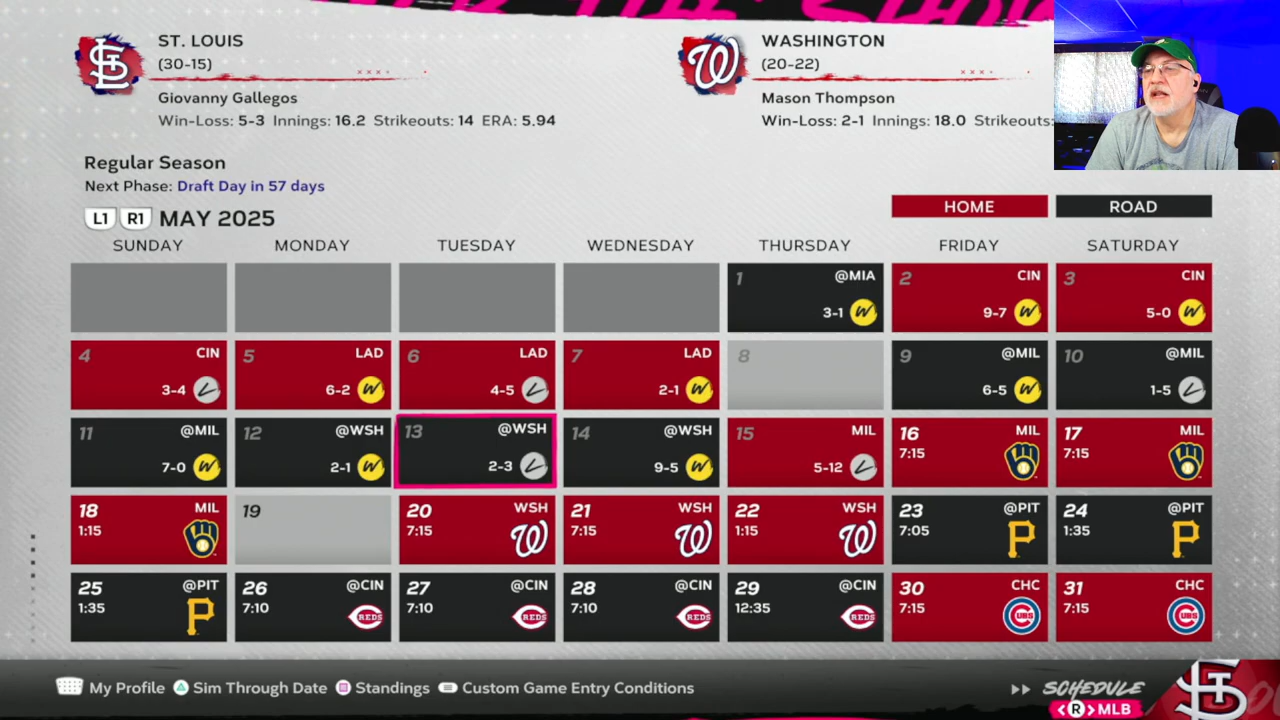 ST. LOUIS
(30-15)
Giovanny Gallegos
Win-Loss: 5-3 Innings: 16.2 Strikeouts: 14 ERA: 5.94
WASHINGTON
(20-22)
Mason Thompson
Win-Loss: 2-1 Innings: 18.0 Strikeouts:
Regular Season
Next Phase: Draft Day in 57 days
L1 R1 MAY 2025
HOME ROAD
SUNDAY MONDAY TUESDAY WEDNESDAY THURSDAY FRIDAY SATURDAY
1 @MIA 2 CIN 3 CIN
3-1 W 9-7 W 5-0 W
4 CIN 5 LAD 6 LAD 7 LAD 8 9 @MIL 10 @MIL
3-4 L 6-2 W 4-5 L 2-1 W 6-5 W 1-5 L
11 @MIL 12 @WSH 13 @WSH 14 @WSH 15 MIL 16 MIL 17 MIL
7-0 W 2-1 W 2-3 L 9-5 W 5-12 L 7:15 7:15
18 MIL 19 20 WSH 21 WSH 22 WSH 23 @PIT 24 @PIT
1:15 W 7:15 W 7:15 W 1:15 W 7:05 P 1:35 P
25 @PIT 26 @CIN 27 @CIN 28 @CIN 29 @CIN 30 CHC 31 CHC
1:35 P 7:10 REDS 7:10 REDS 7:10 REDS 12:35 REDS 7:15 CUBS 7:15 CUBS
My Profile Sim Through Date Standings Custom Game Entry Conditions
SCHEDULE
R MLB